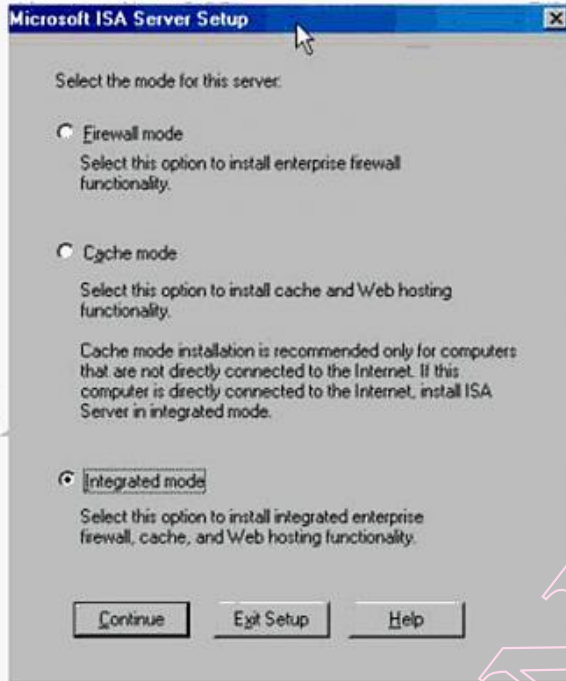 Microsoft ISA Server Setup
Select the mode for this server:
Firewall mode
Select this option to install enterprise firewall
functionality.
Cache mode
Select this option to install cache and Web hosting
functionality.
Cache mode installation is recommended only for computers
that are not directly connected to the Internet. If this
computer is directly connected to the Internet, install ISA
Server in integrated mode.
Integrated mode
Select this option to install integrated enterprise
firewall, cache, and Web hosting functionality.
Continue
Exit Setup
Help